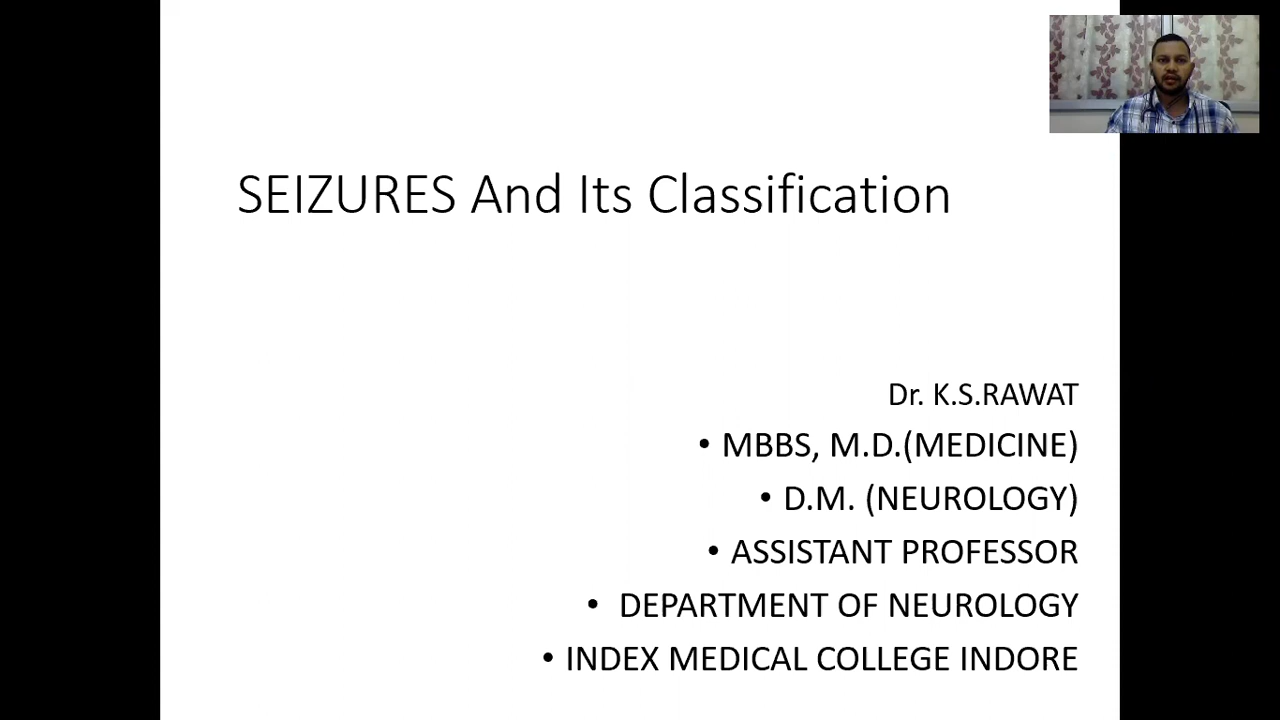 SEIZURES And Its Classification
Dr. K.S.RAWAT
• MBBS, M.D.(MEDICINE)
• D.M. (NEUROLOGY)
• ASSISTANT PROFESSOR
• DEPARTMENT OF NEUROLOGY
• INDEX MEDICAL COLLEGE INDORE